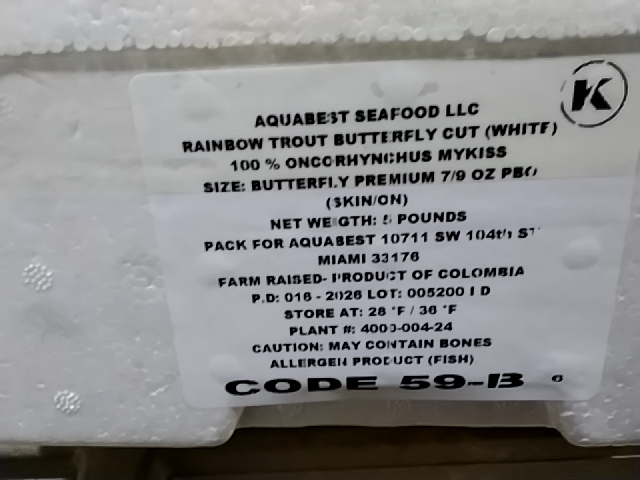 K
AQUABEST SEAFOOD LLC
RAINBOW TROUT BUTTERFLY CUT (WHITE)
100 % ONCORHYNCHUS MYKISS
SIZE: BUTTERFLY PREMIUM 7/9 OZ PBO
(SKIN/ON)
NET WEIGTH: 5 POUNDS
PACK FOR AQUABEST 10711 SW 104th ST
MIAMI 33176
FARM RAISED- PRODUCT OF COLOMBIA
P.D: 016 - 2026 LOT: 005200 I D
STORE AT: 28 °F / 36 °F
PLANT #: 4000-004-24
CAUTION: MAY CONTAIN BONES
ALLERGEN PRODUCT (FISH)
CODE 59-B 6